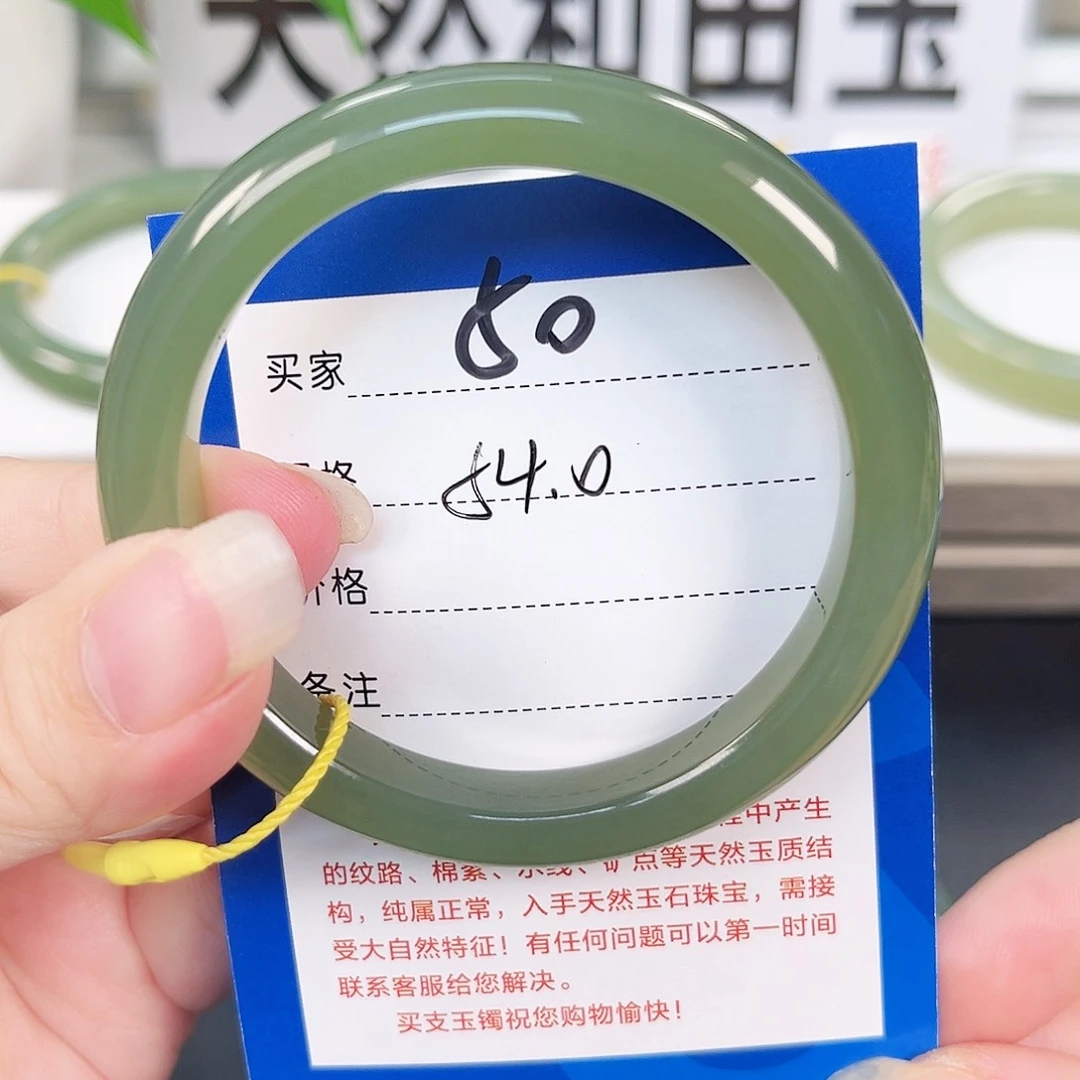 天然和田玉
买家 80
格 54.0
价格
备注
程中产生
的纹路、棉絮、水线、矿点等天然玉质结
构，纯属正常，入手天然玉石珠宝，需接
受大自然特征！有任何问题可以第一时间
联系客服给您解决。
买支玉镯祝您购物愉快！